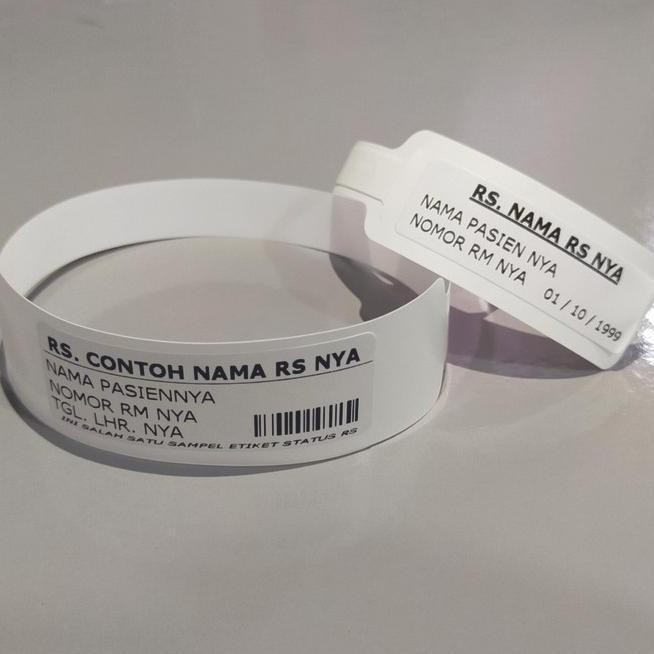 RS. NAMA RS NYA
NAMA PASIEN NYA
NOMOR RM NYA
01 / 10 / 1999
RS. CONTOH NAMA RS NYA
NAMA PASIENNYA
NOMOR RM NYA
TGL. LHR. NYA
INI SALAH SATU SAMPEL ETIKET STATUS RS